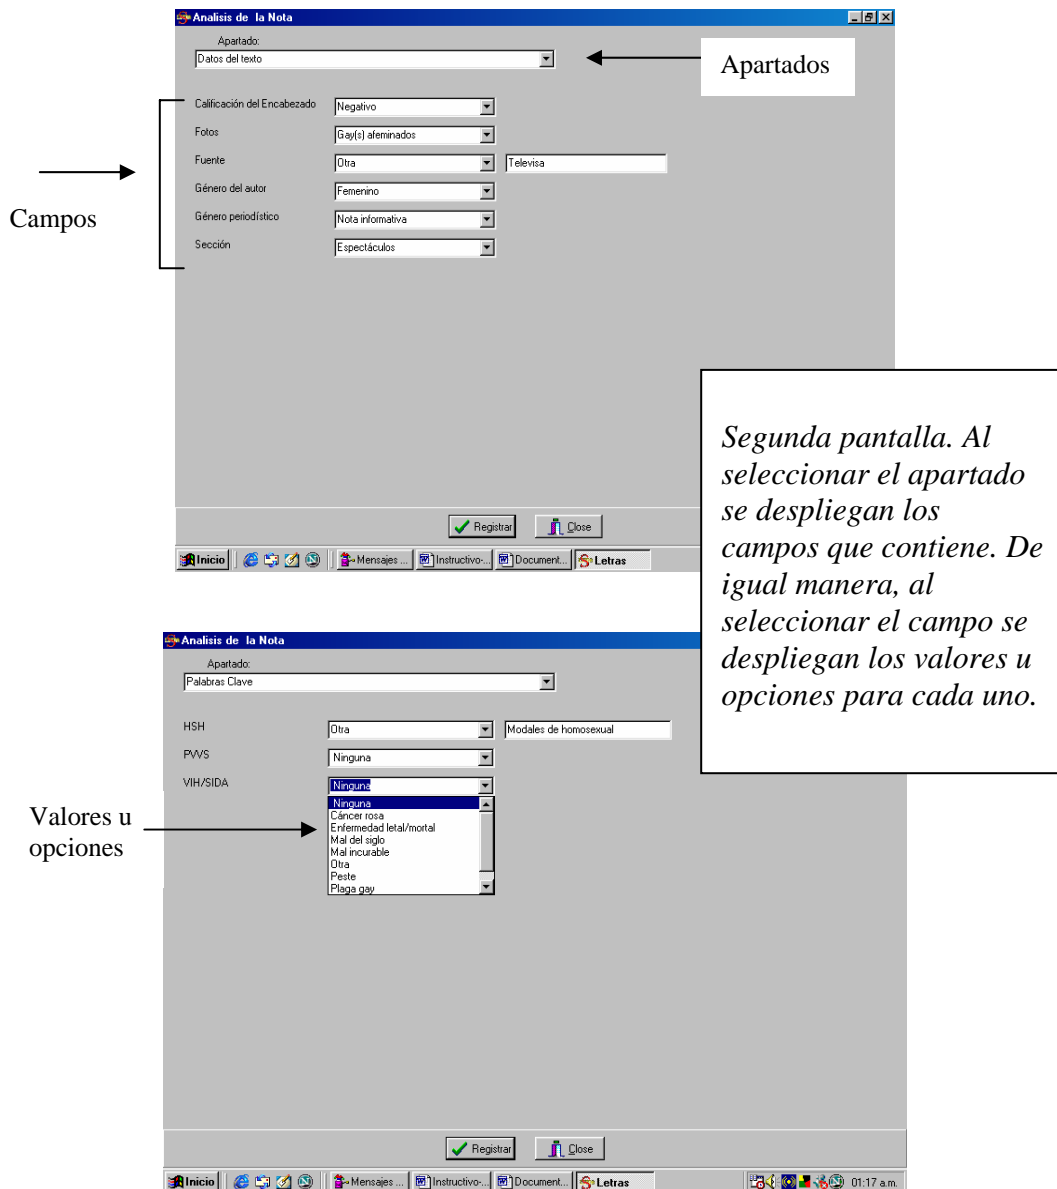 Analisis de  la Nota
Apartado:
Datos del texto
Apartados
Calificación del Encabezado
Negativo
Fotos
Gay(s) afeminados
Fuente
Otra
Televisa
Género del autor
Femenino
Género periodístico
Nota informativa
Sección
Espectáculos
Campos
Registrar
Close
Inicio
Mensajes ...
Instructivo-...
Document...
Letras
Segunda pantalla. Al
seleccionar el apartado
se despliegan los
campos que contiene. De
igual manera, al
seleccionar el campo se
despliegan los valores u
opciones para cada uno.
Analisis de  la Nota
Apartado:
Palabras Clave
HSH
Otra
Modales de homosexual
PVVS
Ninguna
VIH/SIDA
Ninguna
Ninguna
Cáncer rosa
Enfermedad letal/mortal
Mal del siglo
Mal incurable
Otra
Peste
Plaga gay
Valores u
opciones
Registrar
Close
Inicio
Mensajes ...
Instructivo-...
Document...
Letras
01:17 a.m.